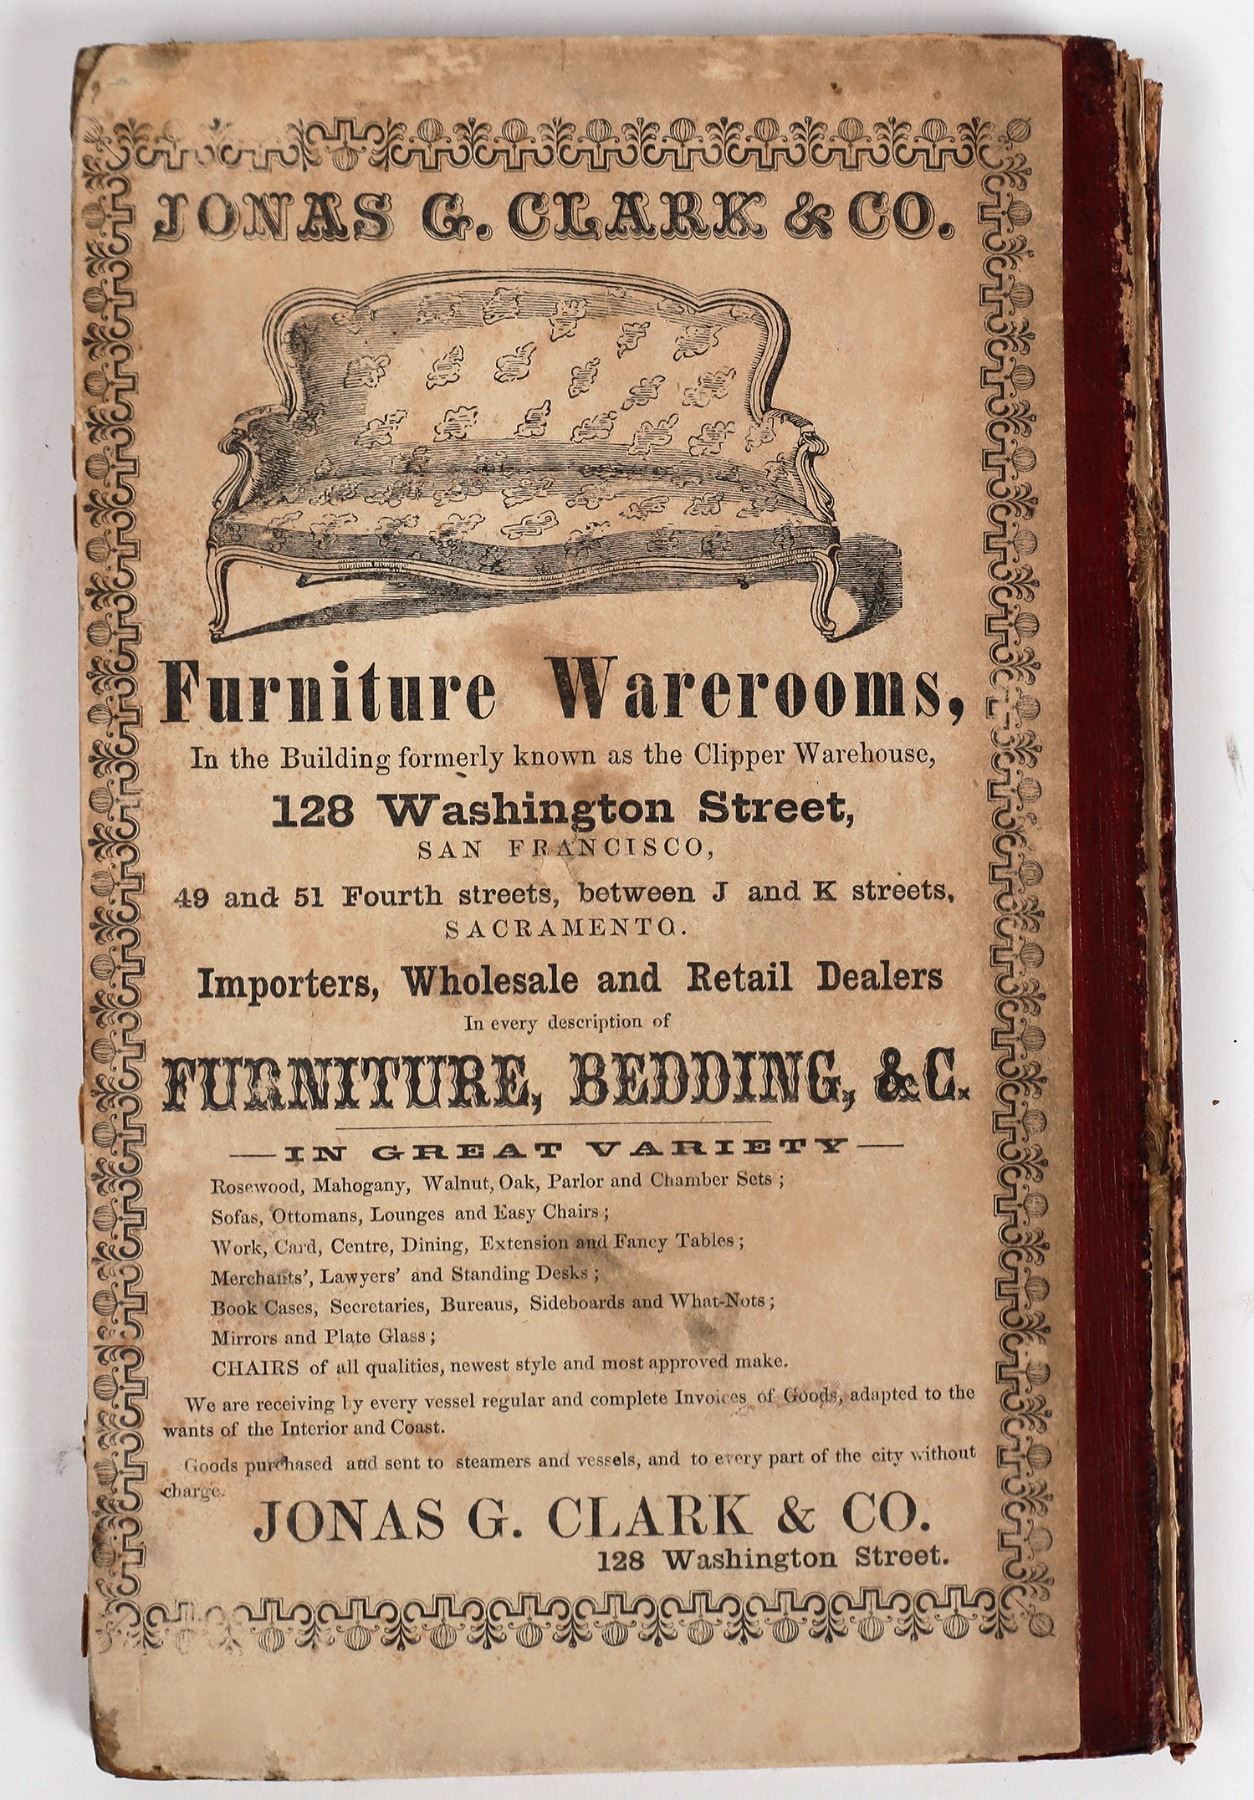 JONAS G. CLARK & CO.
Furniture Warerooms,
In the Building formerly known as the Clipper Warehouse,
128 Washington Street,
SAN FRANCISCO,
49 and 51 Fourth streets, between J and K streets,
SACRAMENTO.
Importers, Wholesale and Retail Dealers
In every description of
FURNITURE, BEDDING, &C.
—IN GREAT VARIETY—
Rosewood, Mahogany, Walnut, Oak, Parlor and Chamber Sets ;
Sofas, Ottomans, Lounges and Easy Chairs ;
Work, Card, Centre, Dining, Extension and Fancy Tables ;
Merchants', Lawyers' and Standing Desks ;
Book Cases, Secretaries, Bureaus, Sideboards and What-Nots ;
Mirrors and Plate Glass ;
CHAIRS of all qualities, newest style and most approved make.
We are receiving by every vessel regular and complete Invoices of Goods, adapted to the
wants of the Interior and Coast.
Goods purchased and sent to steamers and vessels, and to every part of the city without
charge.
JONAS G. CLARK & CO.
128 Washington Street.